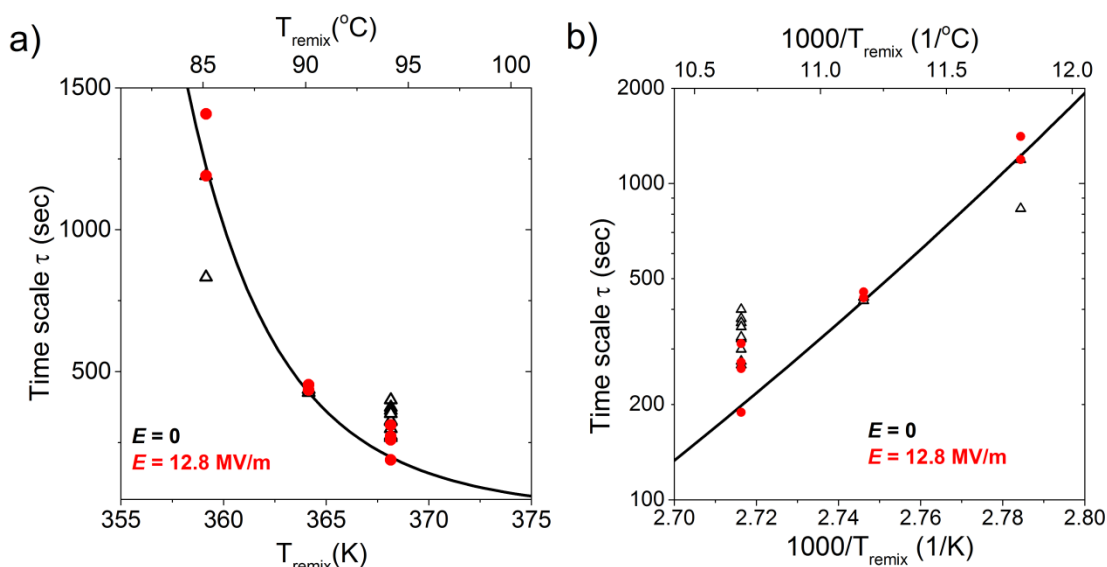 a)
T_remix(°C)
85 90 95 100
Time scale τ (sec)
1500
1000
500
E = 0
E = 12.8 MV/m
355 360 365 370 375
T_remix(K)
b)
1000/T_remix (1/°C)
10.5 11.0 11.5 12.0
Time scale τ (sec)
2000
1000
500
200
100
E = 0
E = 12.8 MV/m
2.70 2.72 2.74 2.76 2.78 2.80
1000/T_remix (1/K)